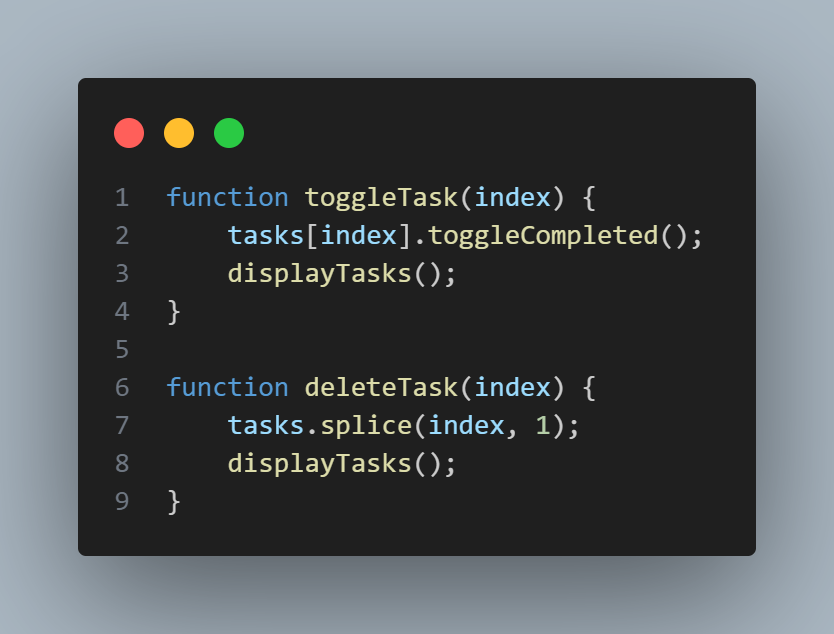 1 function toggleTask(index) {
2     tasks[index].toggleCompleted();
3     displayTasks();
4 }
5
6 function deleteTask(index) {
7     tasks.splice(index, 1);
8     displayTasks();
9 }